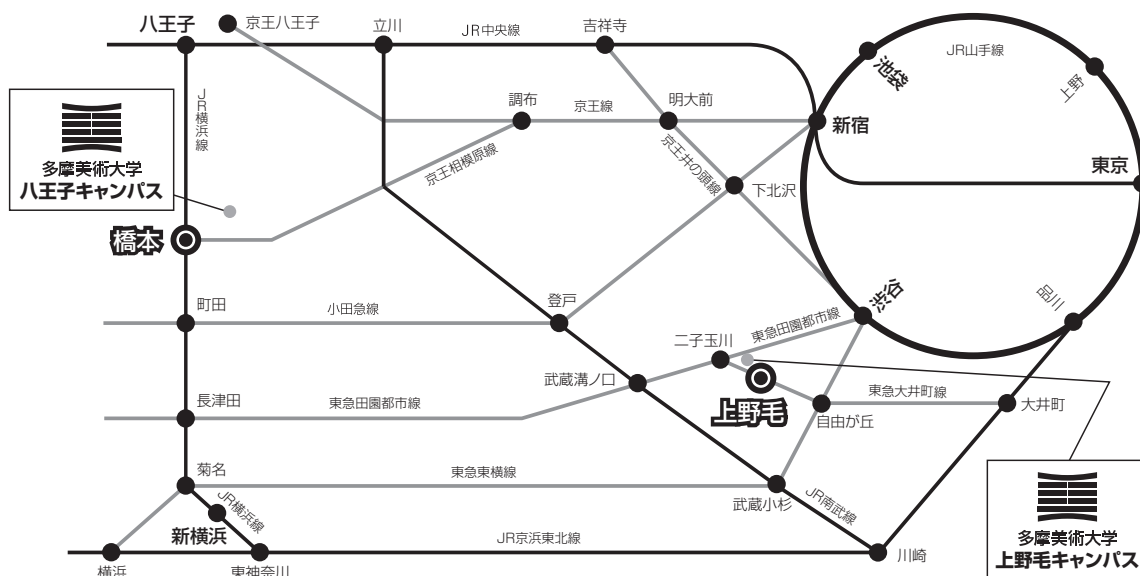 八王子
京王八王子
立川
JR中央線
吉祥寺
池袋
JR山手線
上野
JR横浜線
調布
京王線
明大前
新宿
多摩美術大学
八王子キャンパス
京王相模原線
京王井の頭線
下北沢
東京
橋本
町田
小田急線
登戸
渋谷
品川
二子玉川
東急田園都市線
武蔵溝ノ口
上野毛
東急大井町線
長津田
東急田園都市線
自由が丘
大井町
菊名
東急東横線
武蔵小杉
JR南武線
JR横浜線
新横浜
JR京浜東北線
川崎
横浜
東神奈川
多摩美術大学
上野毛キャンパス